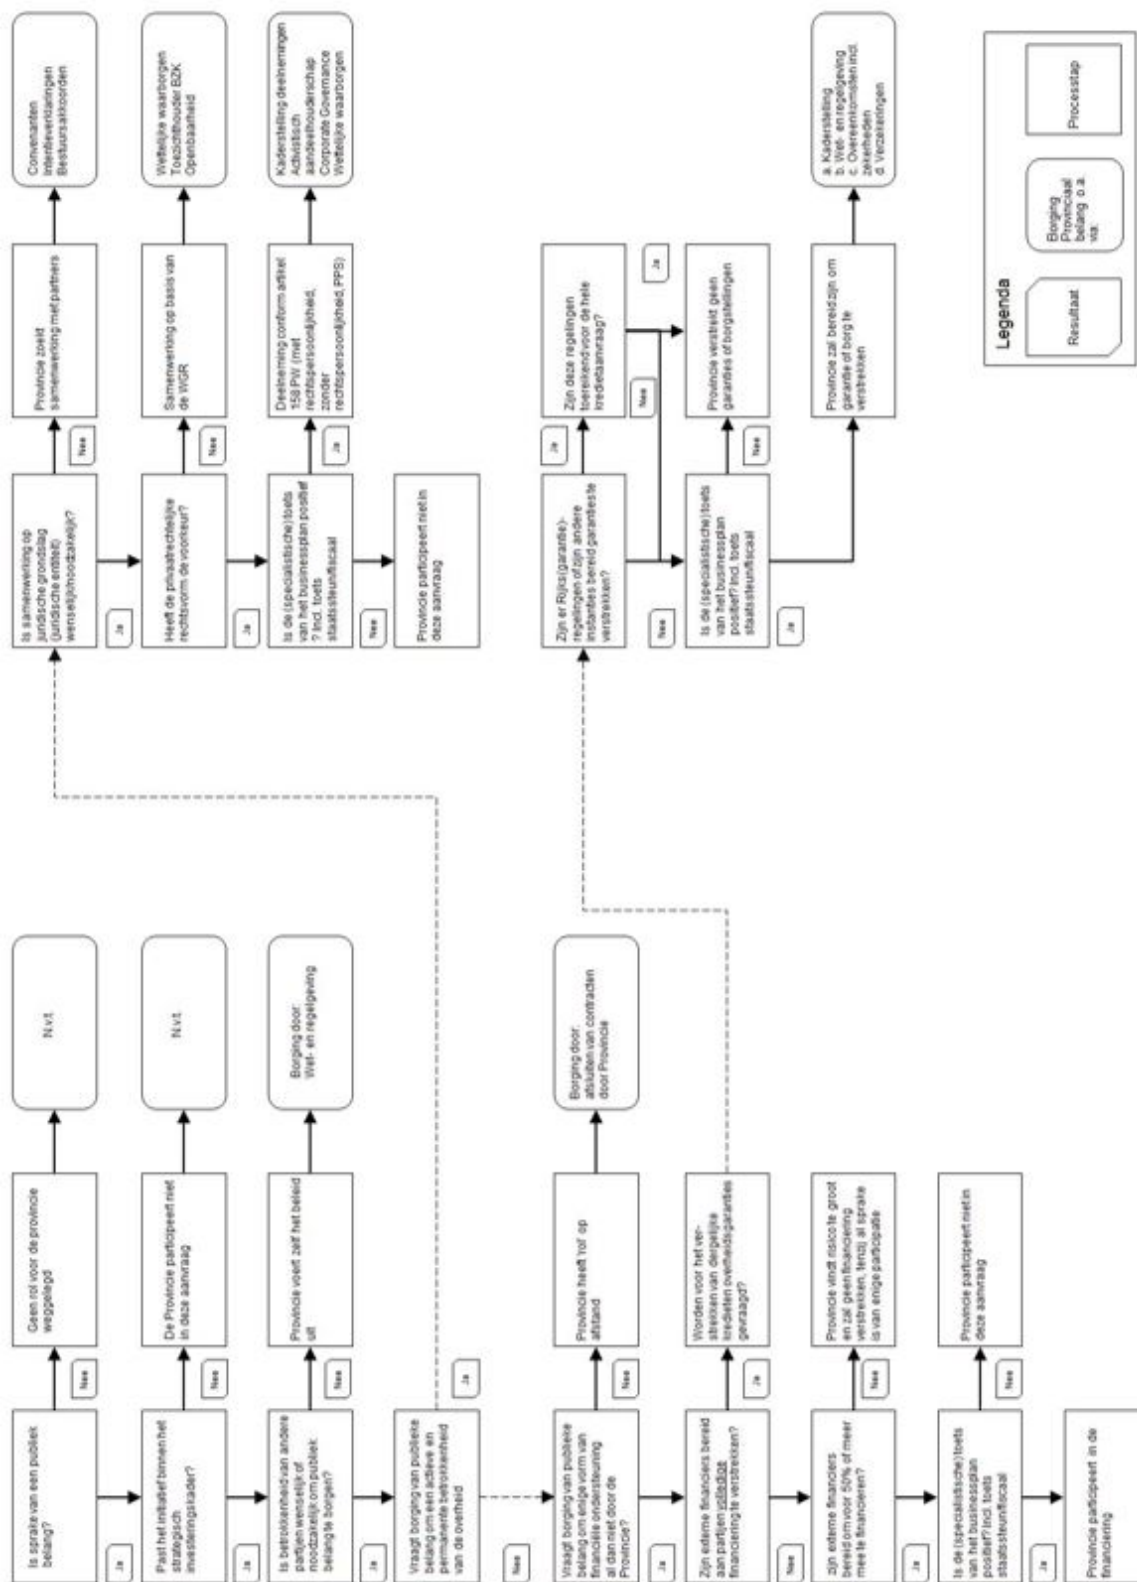 Is sprake van een publiek
belang?
Nee
Geen rol voor de provincie
weggelegd
N.v.t.
Ja
Past het initiatief binnen het
strategisch
investeringskader?
Nee
De Provincie participeert niet
in deze aanvraag
N.v.t.
Ja
Is betrokkenheid van andere
partijen wenselijk of
noodzakelijk om publiek
belang te borgen?
Nee
Provincie voert zelf het beleid
uit
Borging door:
Wet- en regelgeving
Ja
Vraagt borging van publieke
belang om een actieve en
permanente betrokkenheid
van de overheid
Ja
Nee
Vraagt borging van publieke
belang om enige vorm van
financiële ondersteuning
al dan niet door de
Provincie?
Nee
Provincie heeft 'rol' op
afstand
Borging door:
afsluiten van contracten
door Provincie
Ja
Zijn externe financiers bereid
aan partijen volledige
financiering te verstrekken?
Ja
Worden voor het ver-
strekken van dergelijke
kredieten overheidsgaranties
gevraagd?
Nee
zijn externe financiers
bereid om voor 50% of meer
mee te financieren?
Nee
Provincie vindt risico te groot
en zal geen financiering
verstrekken, tenzij al sprake
is van enige participatie
Ja
Is de (specialistische) toets
van het businessplan
positief? Incl. toets
staatssteun/fiscaal
Nee
Provincie participeert niet in
deze aanvraag
Ja
Provincie participeert in de
financiering
Is samenwerking op
juridische grondslag
(juridische entiteit)
wenselijk/noodzakelijk?
Nee
Provincie zoekt
samenwerking met partners
Convenanten
Intentieverklaringen
Bestuursakkoorden
Ja
Heeft de privaatrechtelijke
rechtsvorm de voorkeur?
Nee
Samenwerking op basis van
de WGR
Wettelijke waarborgen
Toezichthouder BZK
Openbaarheid
Ja
Is de (specialistische) toets
van het businessplan positief
? Incl. toets
staatssteun/fiscaal
Ja
Deelneming conform artikel
158 PW (met
rechtspersoonlijkheid,
zonder
rechtspersoonlijkheid, PPS)
Kaderstelling deelnemingen
Activistisch
aandeelhouderschap
Corporate Governance
Wettelijke waarborgen
Nee
Provincie participeert niet in
deze aanvraag
Zijn er Rijks(garantie)-
regelingen of zijn andere
instanties bereid garanties te
verstrekken?
Ja
Zijn deze regelingen
toereikend voor de hele
kredietaanvraag?
Ja
Nee
Nee
Is de (specialistische) toets
van het businessplan
positief? Incl. toets
staatssteun/fiscaal
Nee
Provincie verstrekt geen
garanties of borgstellingen
Ja
Provincie zal bereid zijn om
garantie of borg te
verstrekken
a. Kaderstelling
b. Wet- en regelgeving
c. Overeenkomsten incl.
zekerheden
d. Verzekeringen
Legenda
Resultaat
Borging
Provinciaal
belang o.a.
via:
Processtap